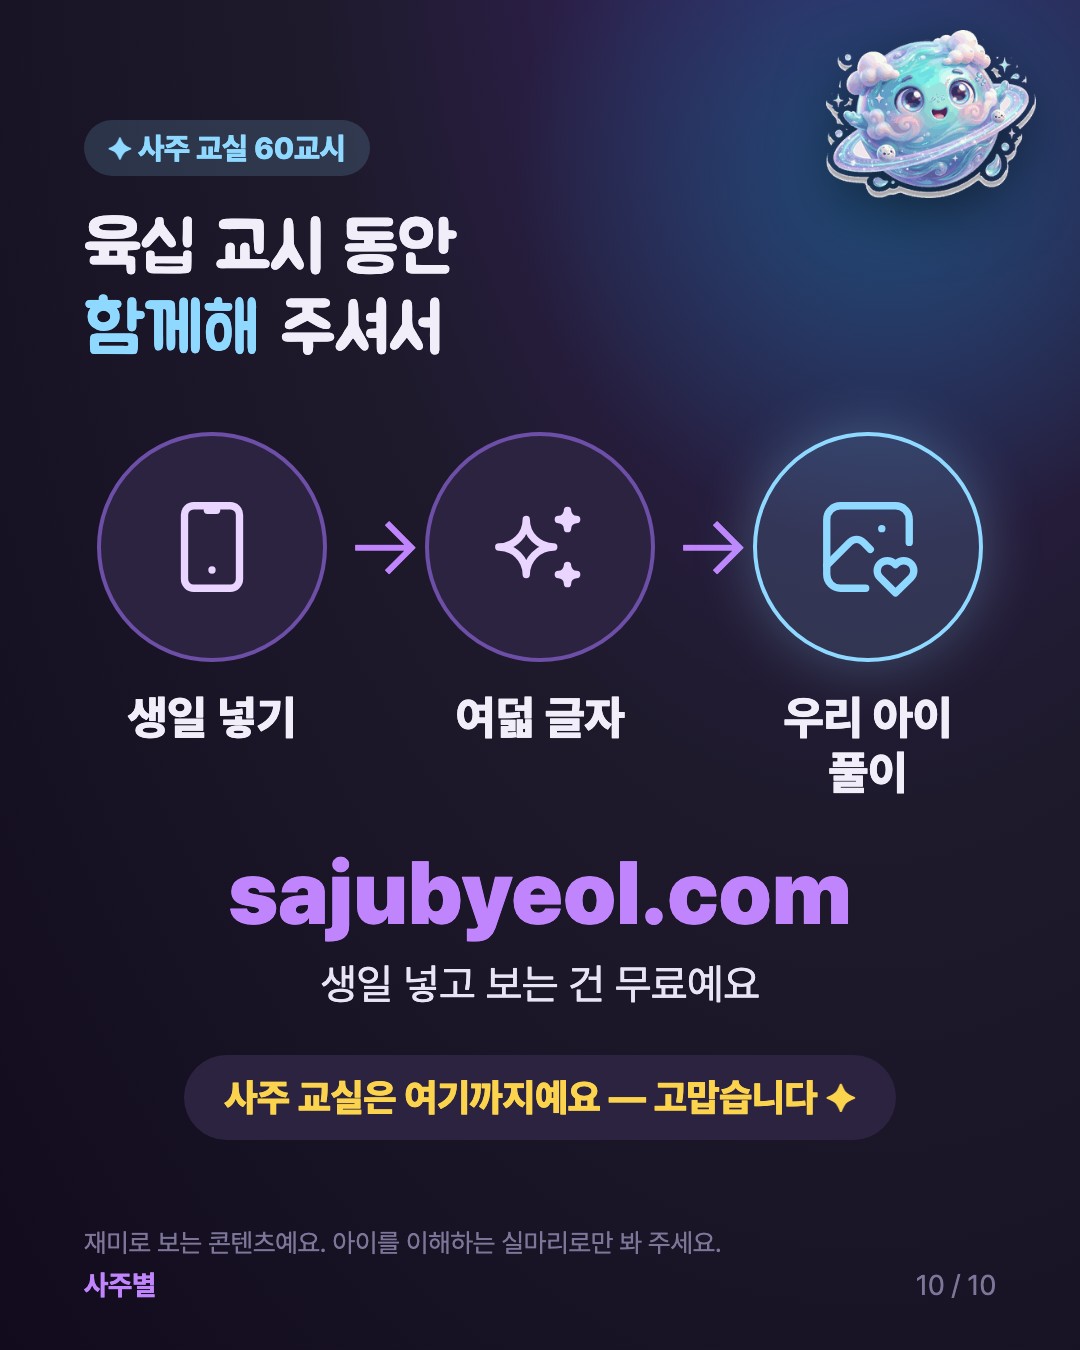 ✦ 사주 교실 60교시
육십 교시 동안
함께해 주셔서
생일 넣기
여덟 글자
우리 아이
풀이
sajubyeol.com
생일 넣고 보는 건 무료예요
사주 교실은 여기까지예요 — 고맙습니다 ✦
재미로 보는 콘텐츠예요. 아이를 이해하는 실마리로만 봐 주세요.
사주별
10 / 10